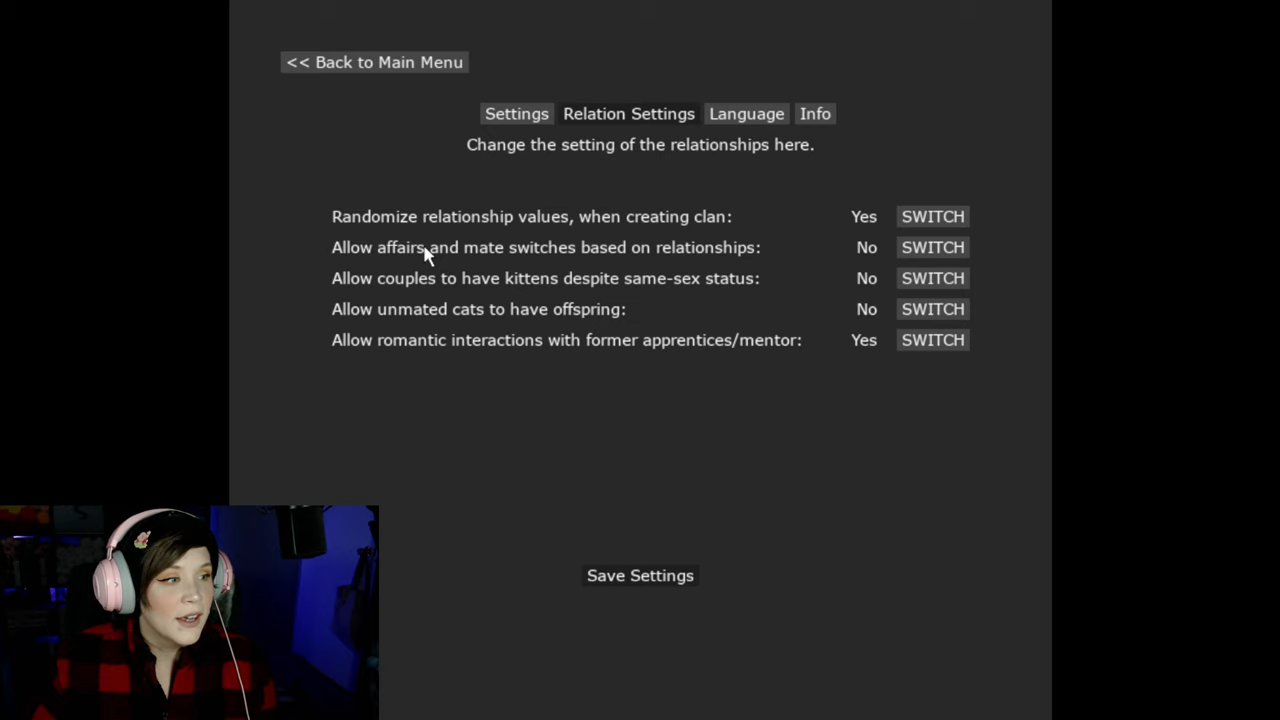 << Back to Main Menu
Settings Relation Settings Language Info
Change the setting of the relationships here.
Randomize relationship values, when creating clan: Yes SWITCH
Allow affairs and mate switches based on relationships: No SWITCH
Allow couples to have kittens despite same-sex status: No SWITCH
Allow unmated cats to have offspring: No SWITCH
Allow romantic interactions with former apprentices/mentor: Yes SWITCH
Save Settings